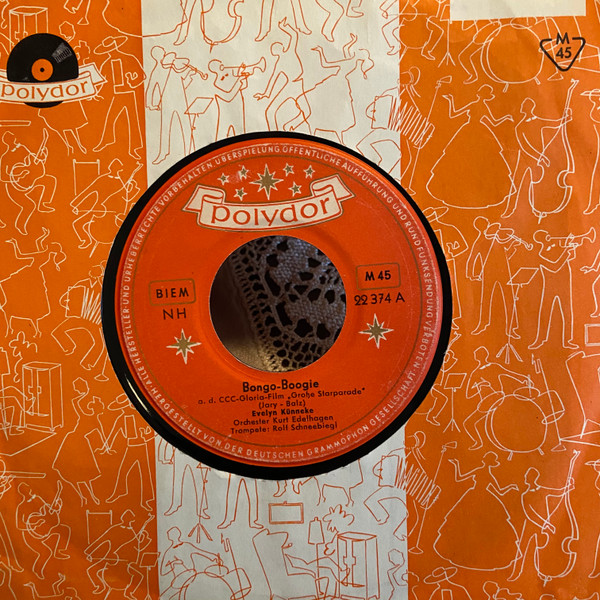 polydor
M
45
HERSTELLER- UND URHEBERRECHTE VORBEHALTEN ÜBERSPIELUNG ÖFFENTLICHE AUFFÜHRUNG UND RUNDFUNKSENDUNG VERBOTEN
polydor
BIEM
NH
M 45
22 374 A
Bongo-Boogie
a. d. CCC-Gloria-Film „Große Starparade"
(Jary - Balz)
Evelyn Künneke
Orchester Kurt Edelhagen
Trompete: Rolf Schneebiegl
HERGESTELLT VON DER DEUTSCHEN GRAMMOPHON GESELLSCHAFT